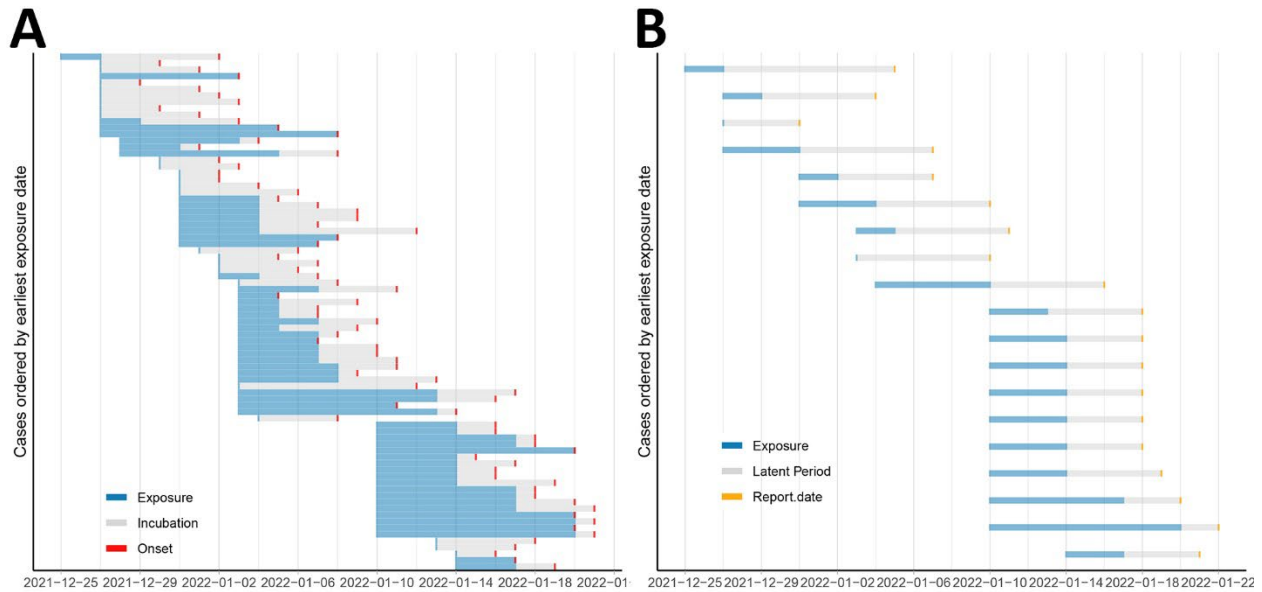 A
Cases ordered by earliest exposure date
Exposure
Incubation
Onset
2021-12-25 2021-12-29 2022-01-02 2022-01-06 2022-01-10 2022-01-14 2022-01-18 2022-01-
B
Cases ordered by earliest exposure date
Exposure
Latent Period
Report.date
2021-12-25 2021-12-29 2022-01-02 2022-01-06 2022-01-10 2022-01-14 2022-01-18 2022-01-22